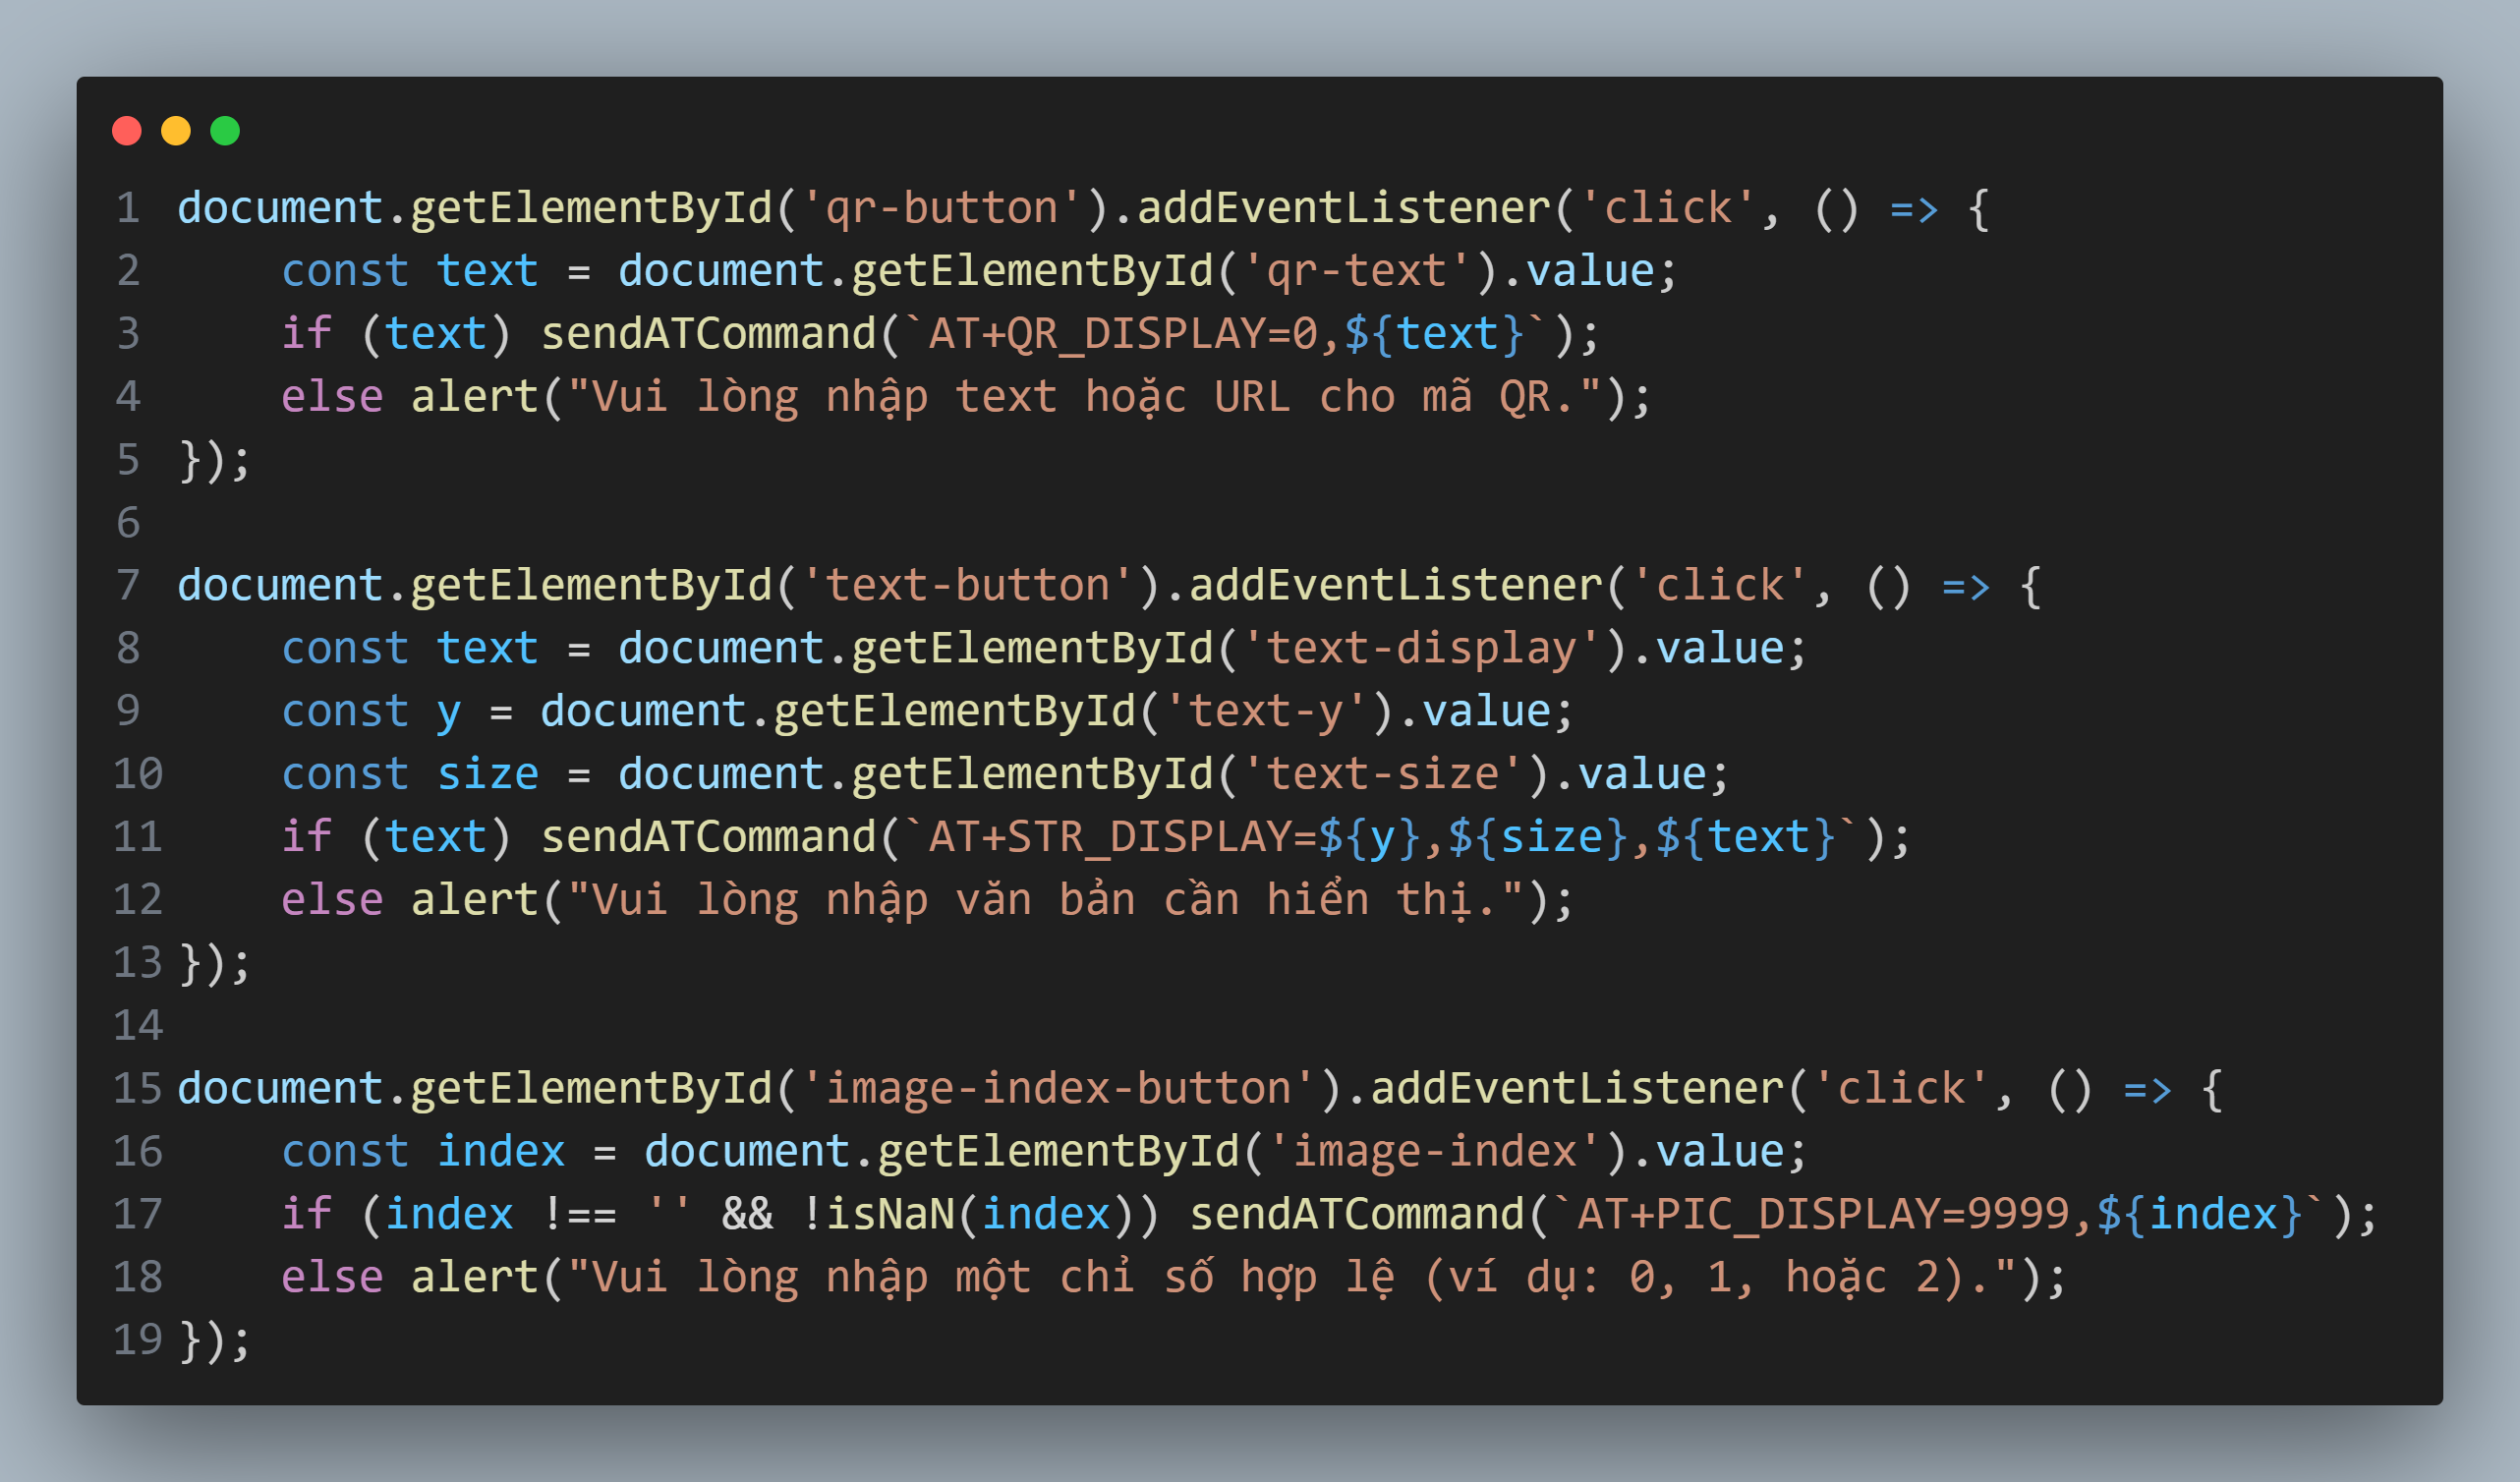 1 document.getElementById('qr-button').addEventListener('click', () => {
2     const text = document.getElementById('qr-text').value;
3     if (text) sendATCommand(`AT+QR_DISPLAY=0,${text}`);
4     else alert("Vui lòng nhập text hoặc URL cho mã QR.");
5 });
6
7 document.getElementById('text-button').addEventListener('click', () => {
8     const text = document.getElementById('text-display').value;
9     const y = document.getElementById('text-y').value;
10     const size = document.getElementById('text-size').value;
11     if (text) sendATCommand(`AT+STR_DISPLAY=${y},${size},${text}`);
12     else alert("Vui lòng nhập văn bản cần hiển thị.");
13 });
14
15 document.getElementById('image-index-button').addEventListener('click', () => {
16     const index = document.getElementById('image-index').value;
17     if (index !== '' && !isNaN(index)) sendATCommand(`AT+PIC_DISPLAY=9999,${index}`);
18     else alert("Vui lòng nhập một chỉ số hợp lệ (ví dụ: 0, 1, hoặc 2).");
19 });